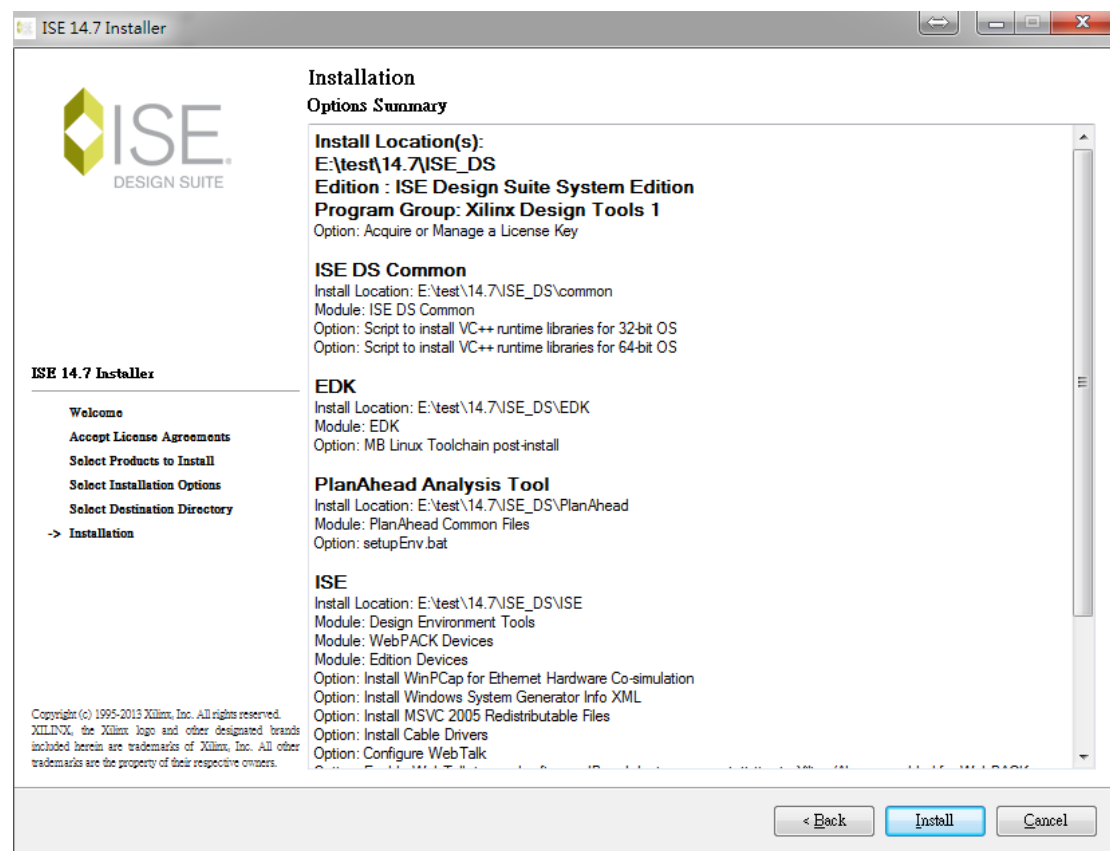 ISE 14.7 Installer
ISE.
DESIGN SUITE
Installation
Options Summary
Install Location(s):
E:\test\14.7\ISE_DS
Edition : ISE Design Suite System Edition
Program Group: Xilinx Design Tools 1
Option: Acquire or Manage a License Key
ISE DS Common
Install Location: E:\test\14.7\ISE_DS\common
Module: ISE DS Common
Option: Script to install VC++ runtime libraries for 32-bit OS
Option: Script to install VC++ runtime libraries for 64-bit OS
EDK
Install Location: E:\test\14.7\ISE_DS\EDK
Module: EDK
Option: MB Linux Toolchain post-install
PlanAhead Analysis Tool
Install Location: E:\test\14.7\ISE_DS\PlanAhead
Module: PlanAhead Common Files
Option: setupEnv.bat
ISE
Install Location: E:\test\14.7\ISE_DS\ISE
Module: Design Environment Tools
Module: WebPACK Devices
Module: Edition Devices
Option: Install WinPCap for Ethernet Hardware Co-simulation
Option: Install Windows System Generator Info XML
Option: Install MSVC 2005 Redistributable Files
Option: Install Cable Drivers
Option: Configure WebTalk
ISE 14.7 Installer
Welcome
Accept License Agreements
Select Products to Install
Select Installation Options
Select Destination Directory
-> Installation
Copyright (c) 1995-2013 Xilinx, Inc. All rights reserved.
XILINX, the Xilinx logo and other designated brands
included herein are trademarks of Xilinx, Inc. All other
trademarks are the property of their respective owners.
< Back
Install
Cancel